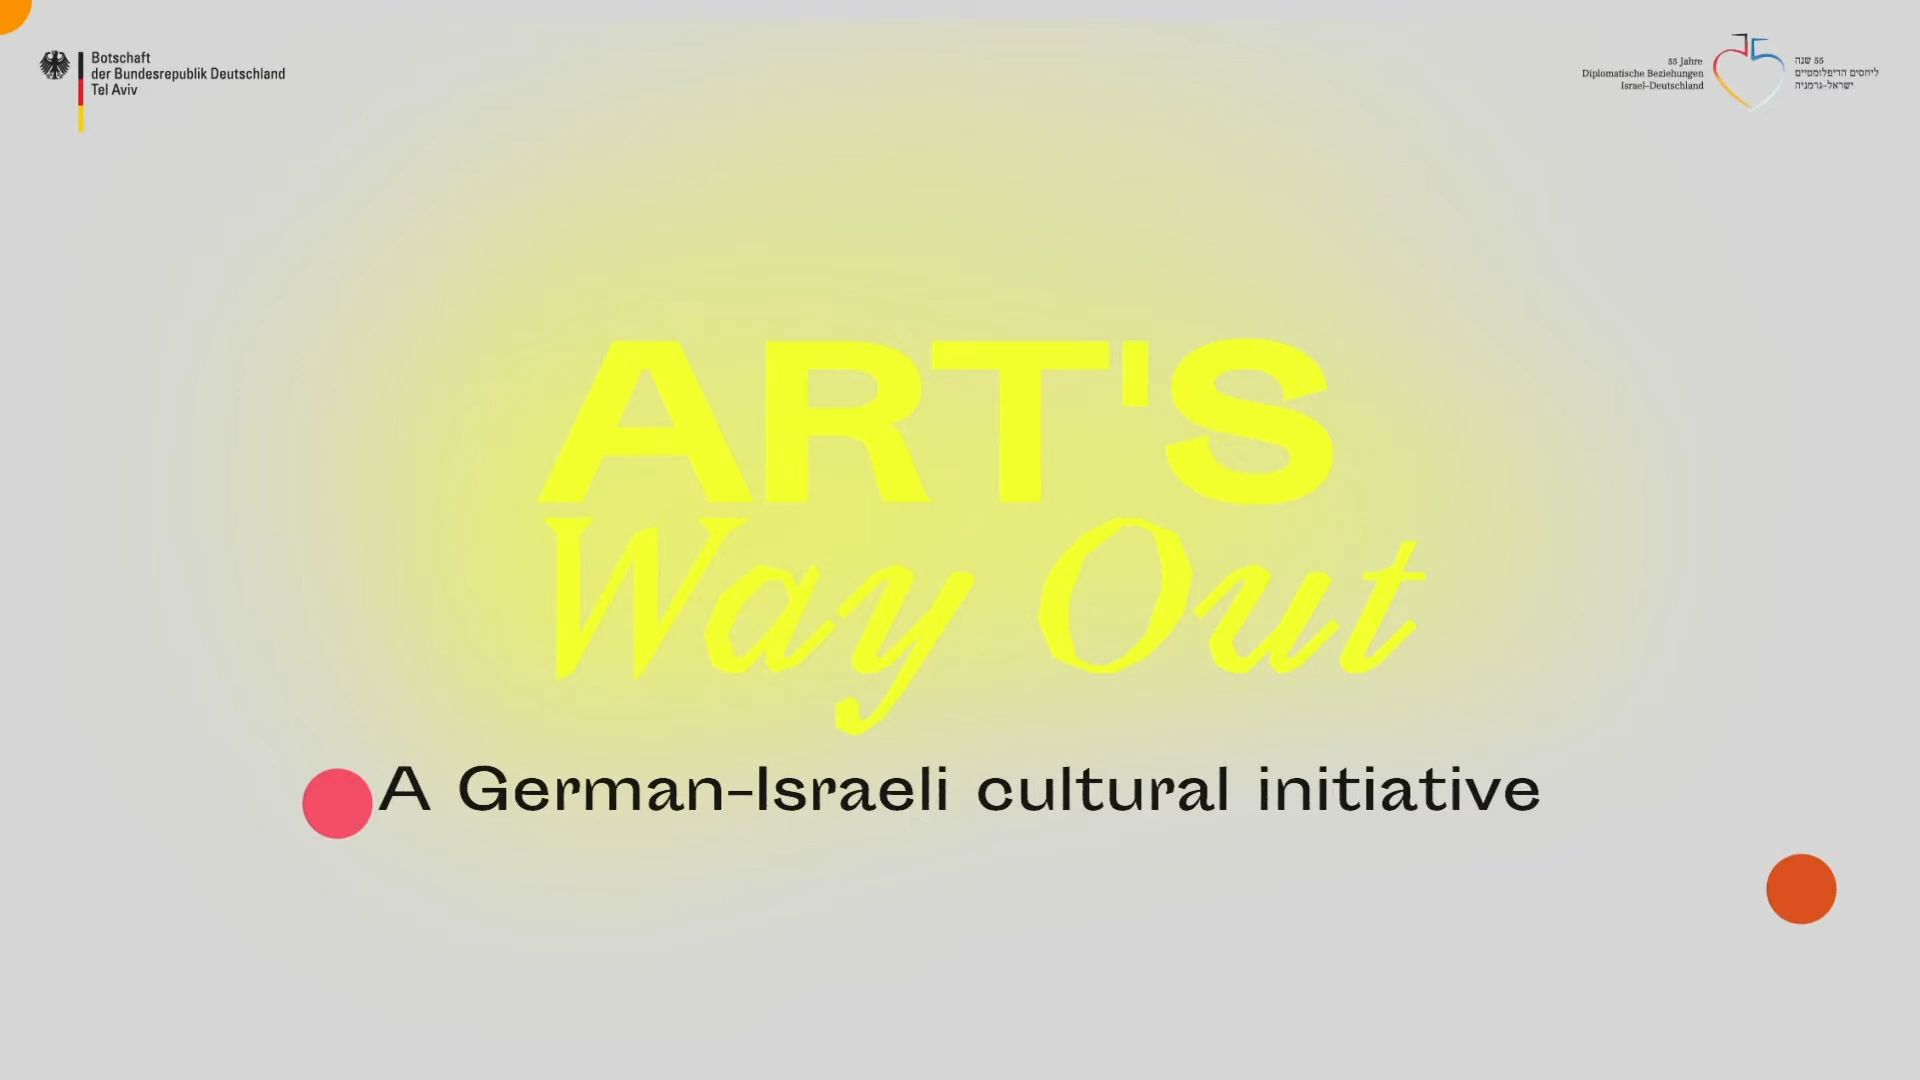 Botschaft
der Bundesrepublik Deutschland
Tel Aviv
55 Jahre
Diplomatische Beziehungen
Israel-Deutschland
55 שנה
ליחסים הדיפלומטיים
ישראל-גרמניה
ART'S
Way Out
A German-Israeli cultural initiative